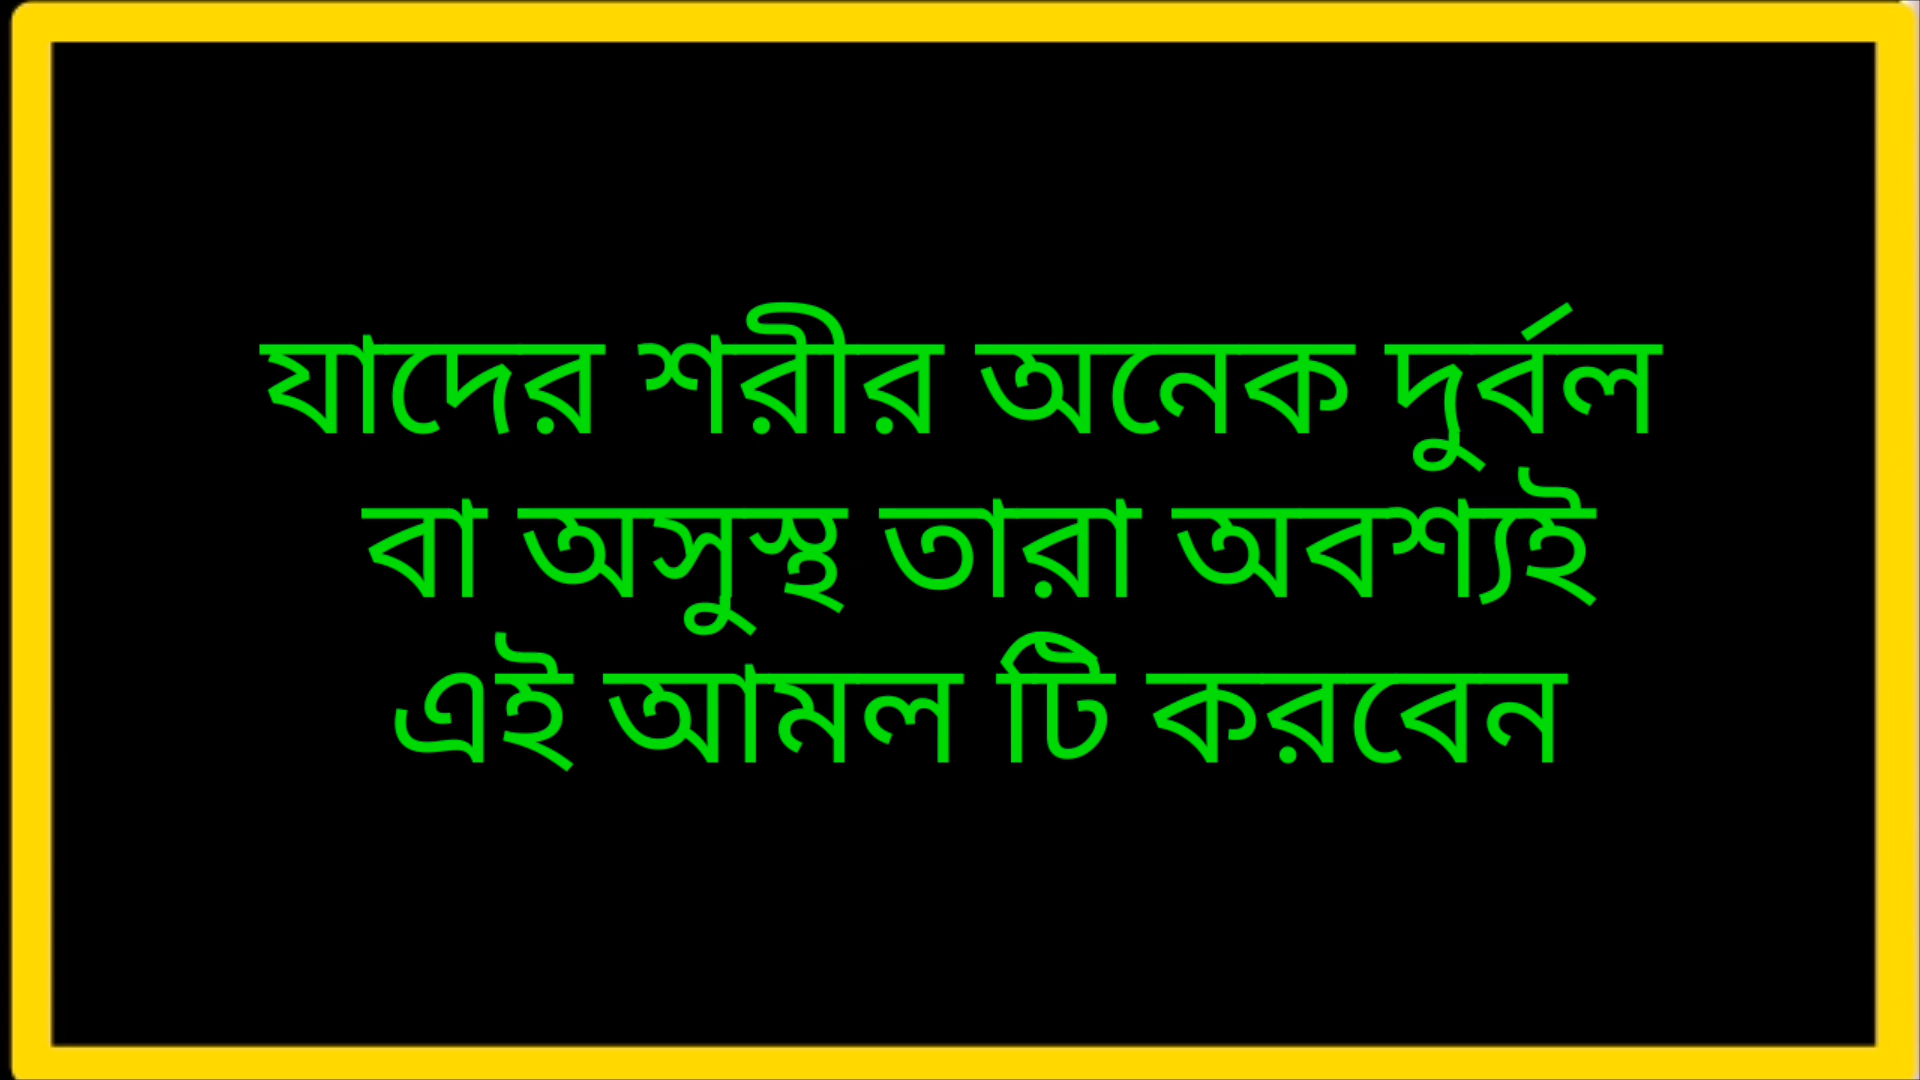 যাদের শরীর অনেক দুর্বল
বা অসুস্থ তারা অবশ্যই
এই আমল টি করবেন